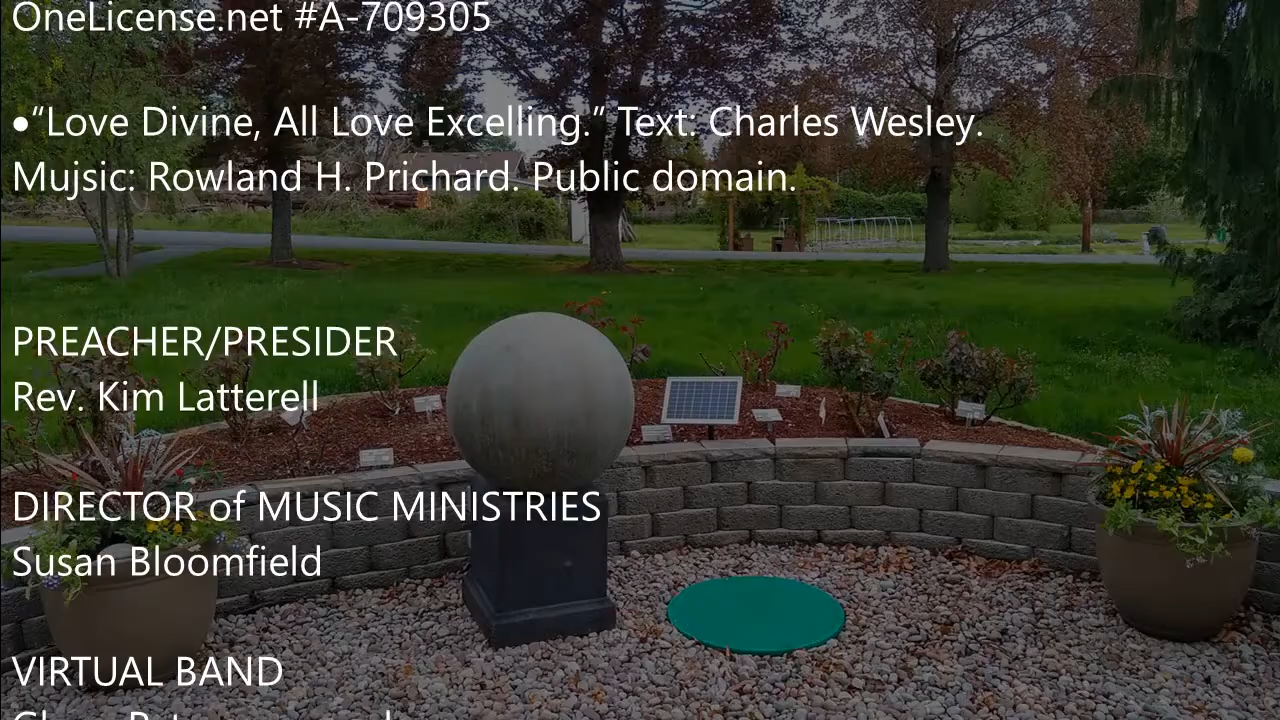 OneLicense.net #A-709305
•“Love Divine, All Love Excelling.” Text: Charles Wesley.
Mujsic: Rowland H. Prichard. Public domain.
PREACHER/PRESIDER
Rev. Kim Latterell
DIRECTOR of MUSIC MINISTRIES
Susan Bloomfield
VIRTUAL BAND